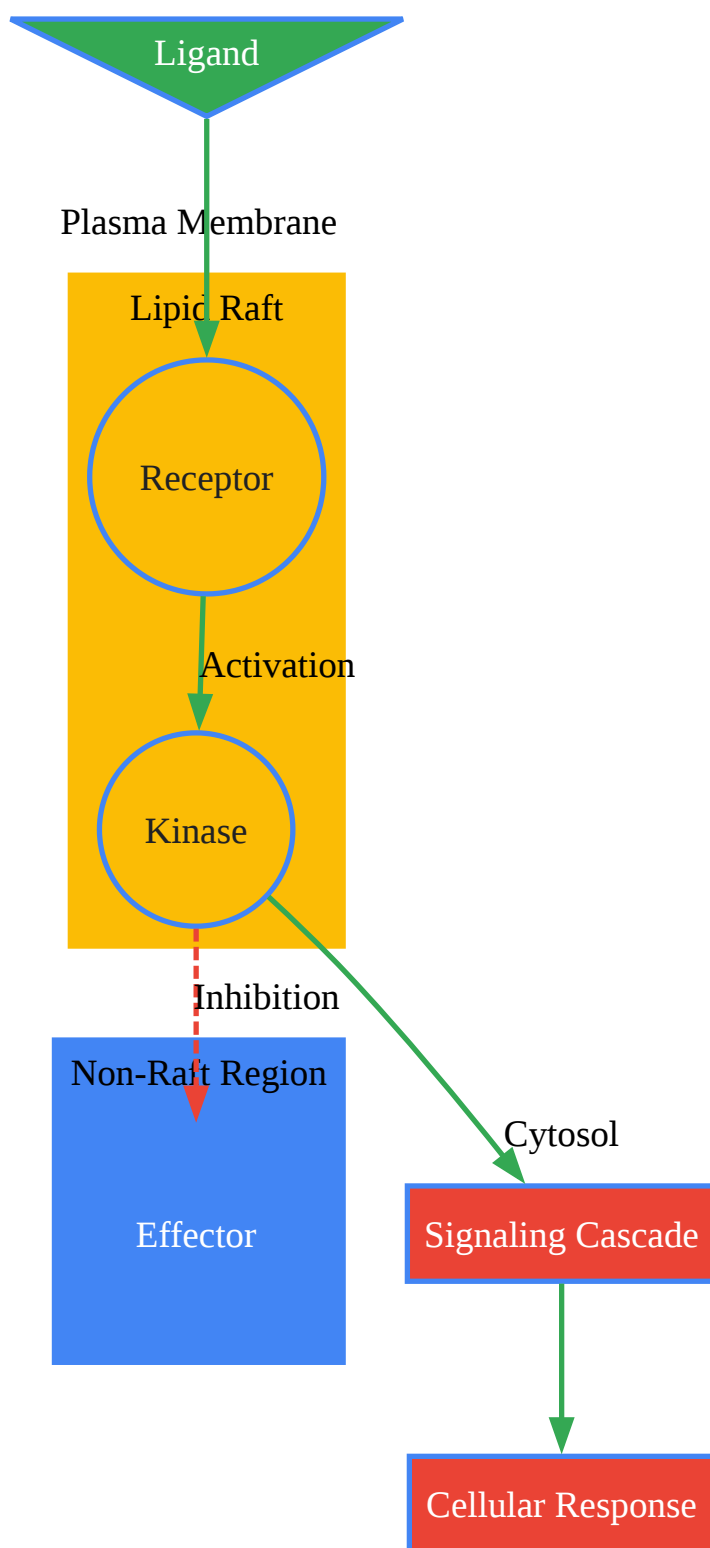 Ligand
Plasma Membrane
Lipid Raft
Receptor
Activation
Kinase
Inhibition
Non-Raft Region
Cytosol
Effector
Signaling Cascade
Cellular Response